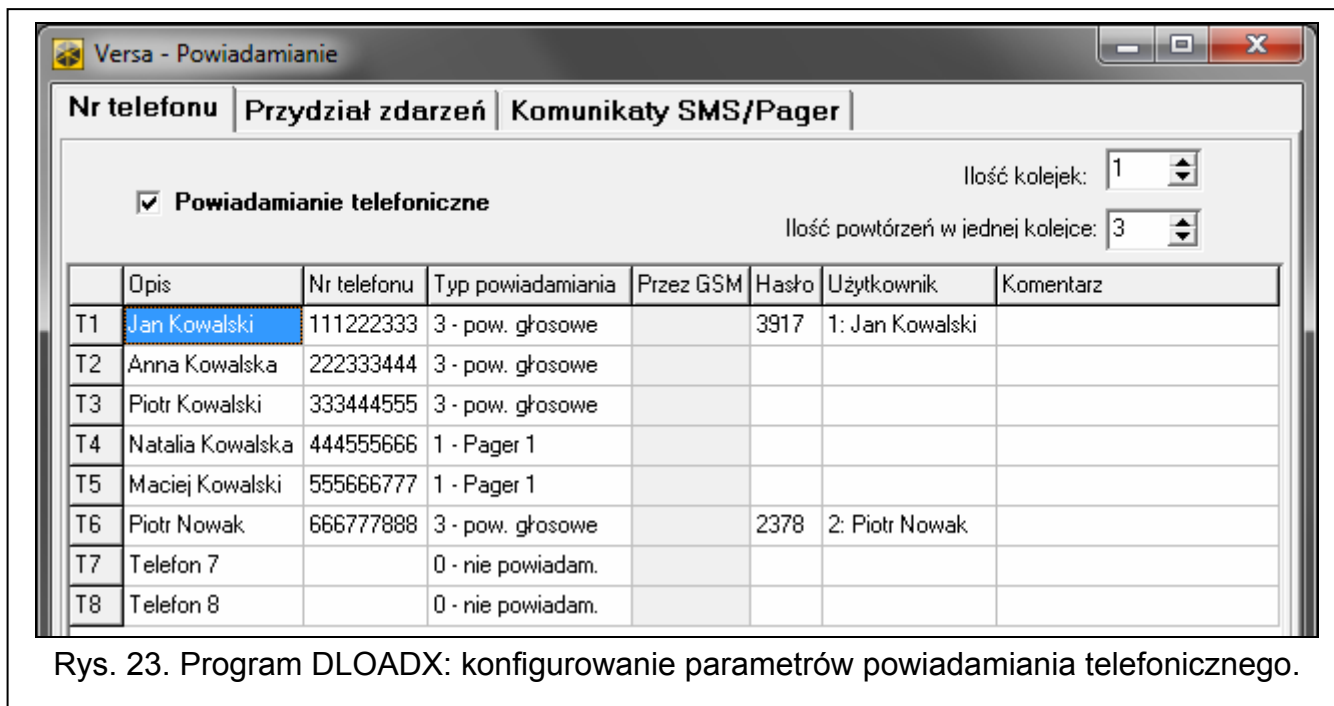 Versa - Powiadamianie
Nr telefonu Przydział zdarzeń Komunikaty SMS/Pager
Ilość kolejek: 1
Powiadamianie telefoniczne
Ilość powtórzeń w jednej kolejce: 3
Opis Nr telefonu Typ powiadamiania Przez GSM Hasło Użytkownik Komentarz
T1 Jan Kowalski 111222333 3 - pow. głosowe 3917 1: Jan Kowalski
T2 Anna Kowalska 222333444 3 - pow. głosowe
T3 Piotr Kowalski 333444555 3 - pow. głosowe
T4 Natalia Kowalska 444555666 1 - Pager 1
T5 Maciej Kowalski 555666777 1 - Pager 1
T6 Piotr Nowak 666777888 3 - pow. głosowe 2378 2: Piotr Nowak
T7 Telefon 7 0 - nie powiadam.
T8 Telefon 8 0 - nie powiadam.
Rys. 23. Program DLOADX: konfigurowanie parametrów powiadamiania telefonicznego.